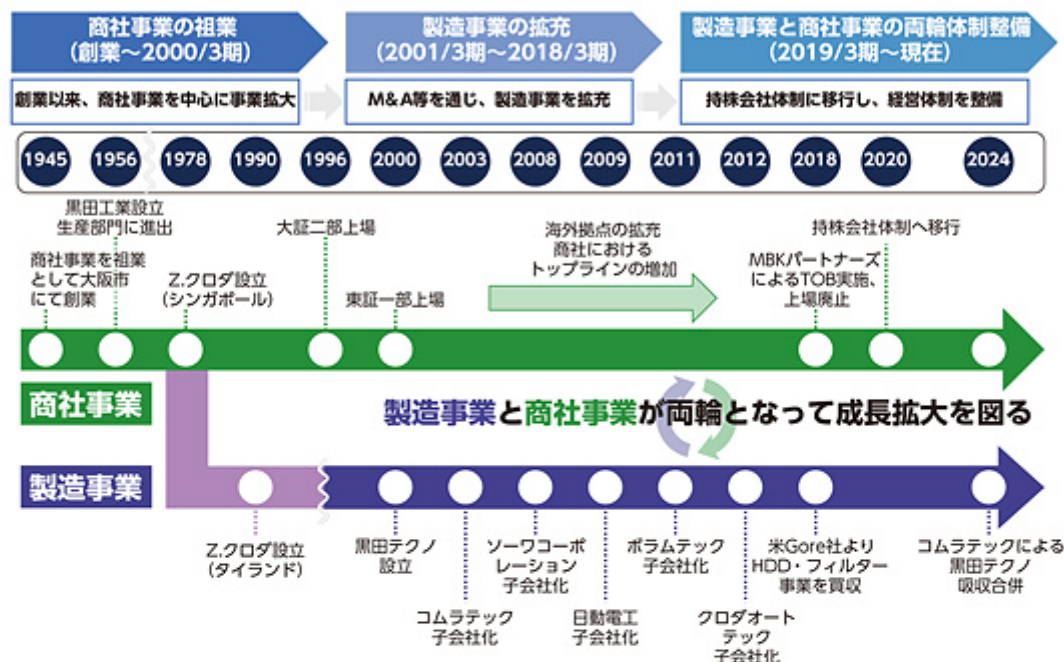 商社事業の祖業
(創業～2000/3期)
製造事業の拡充
(2001/3期～2018/3期)
製造事業と商社事業の両輪体制整備
(2019/3期～現在)
創業以来、商社事業を中心に事業拡大
M&A等を通じ、製造事業を拡充
持株会社体制に移行し、経営体制を整備
1945
1956
1978
1990
1996
2000
2003
2008
2009
2011
2012
2018
2020
2024
黒田工業設立
生産部門に進出
商社事業を祖業
として大阪市
にて創業
Z.クロダ設立
(シンガポール)
大証二部上場
東証一部上場
海外拠点の拡充
商社における
トップラインの増加
MBKパートナーズ
によるTOB実施、
上場廃止
持株会社体制へ移行
商社事業
製造事業と商社事業が両輪となって成長拡大を図る
製造事業
Z.クロダ設立
(タイランド)
黒田テクノ
設立
コムラテック
子会社化
ソーワコーポ
レーション
子会社化
日動電工
子会社化
ボラムテック
子会社化
クロダオート
テック
子会社化
米Gore社より
HDD・フィルター
事業を買収
コムラテックによる
黒田テクノ
吸収合併